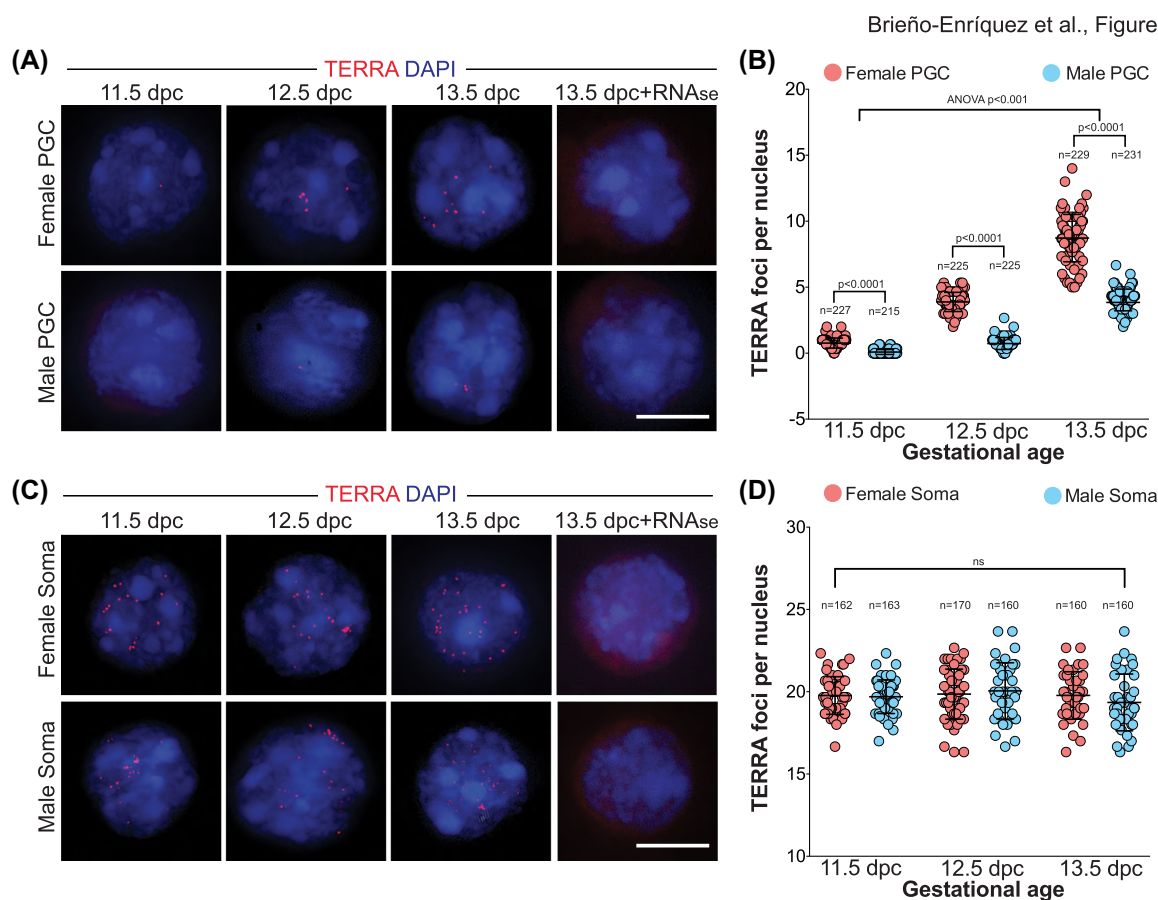 Brieño-Enríquez et al., Figure
(A)
TERRA DAPI
11.5 dpc 12.5 dpc 13.5 dpc 13.5 dpc+RNAse
Female PGC
Male PGC
(B)
Female PGC Male PGC
TERRA foci per nucleus
20
15
10
5
0
-5
ANOVA p<0.001
p<0.0001
n=229 n=231
p<0.0001
n=225 n=225
p<0.0001
n=227 n=215
11.5 dpc 12.5 dpc 13.5 dpc
Gestational age
(C)
TERRA DAPI
11.5 dpc 12.5 dpc 13.5 dpc 13.5 dpc+RNAse
Female Soma
Male Soma
(D)
Female Soma Male Soma
TERRA foci per nucleus
30
25
20
15
10
ns
n=162 n=163 n=170 n=160 n=160 n=160
11.5 dpc 12.5 dpc 13.5 dpc
Gestational age